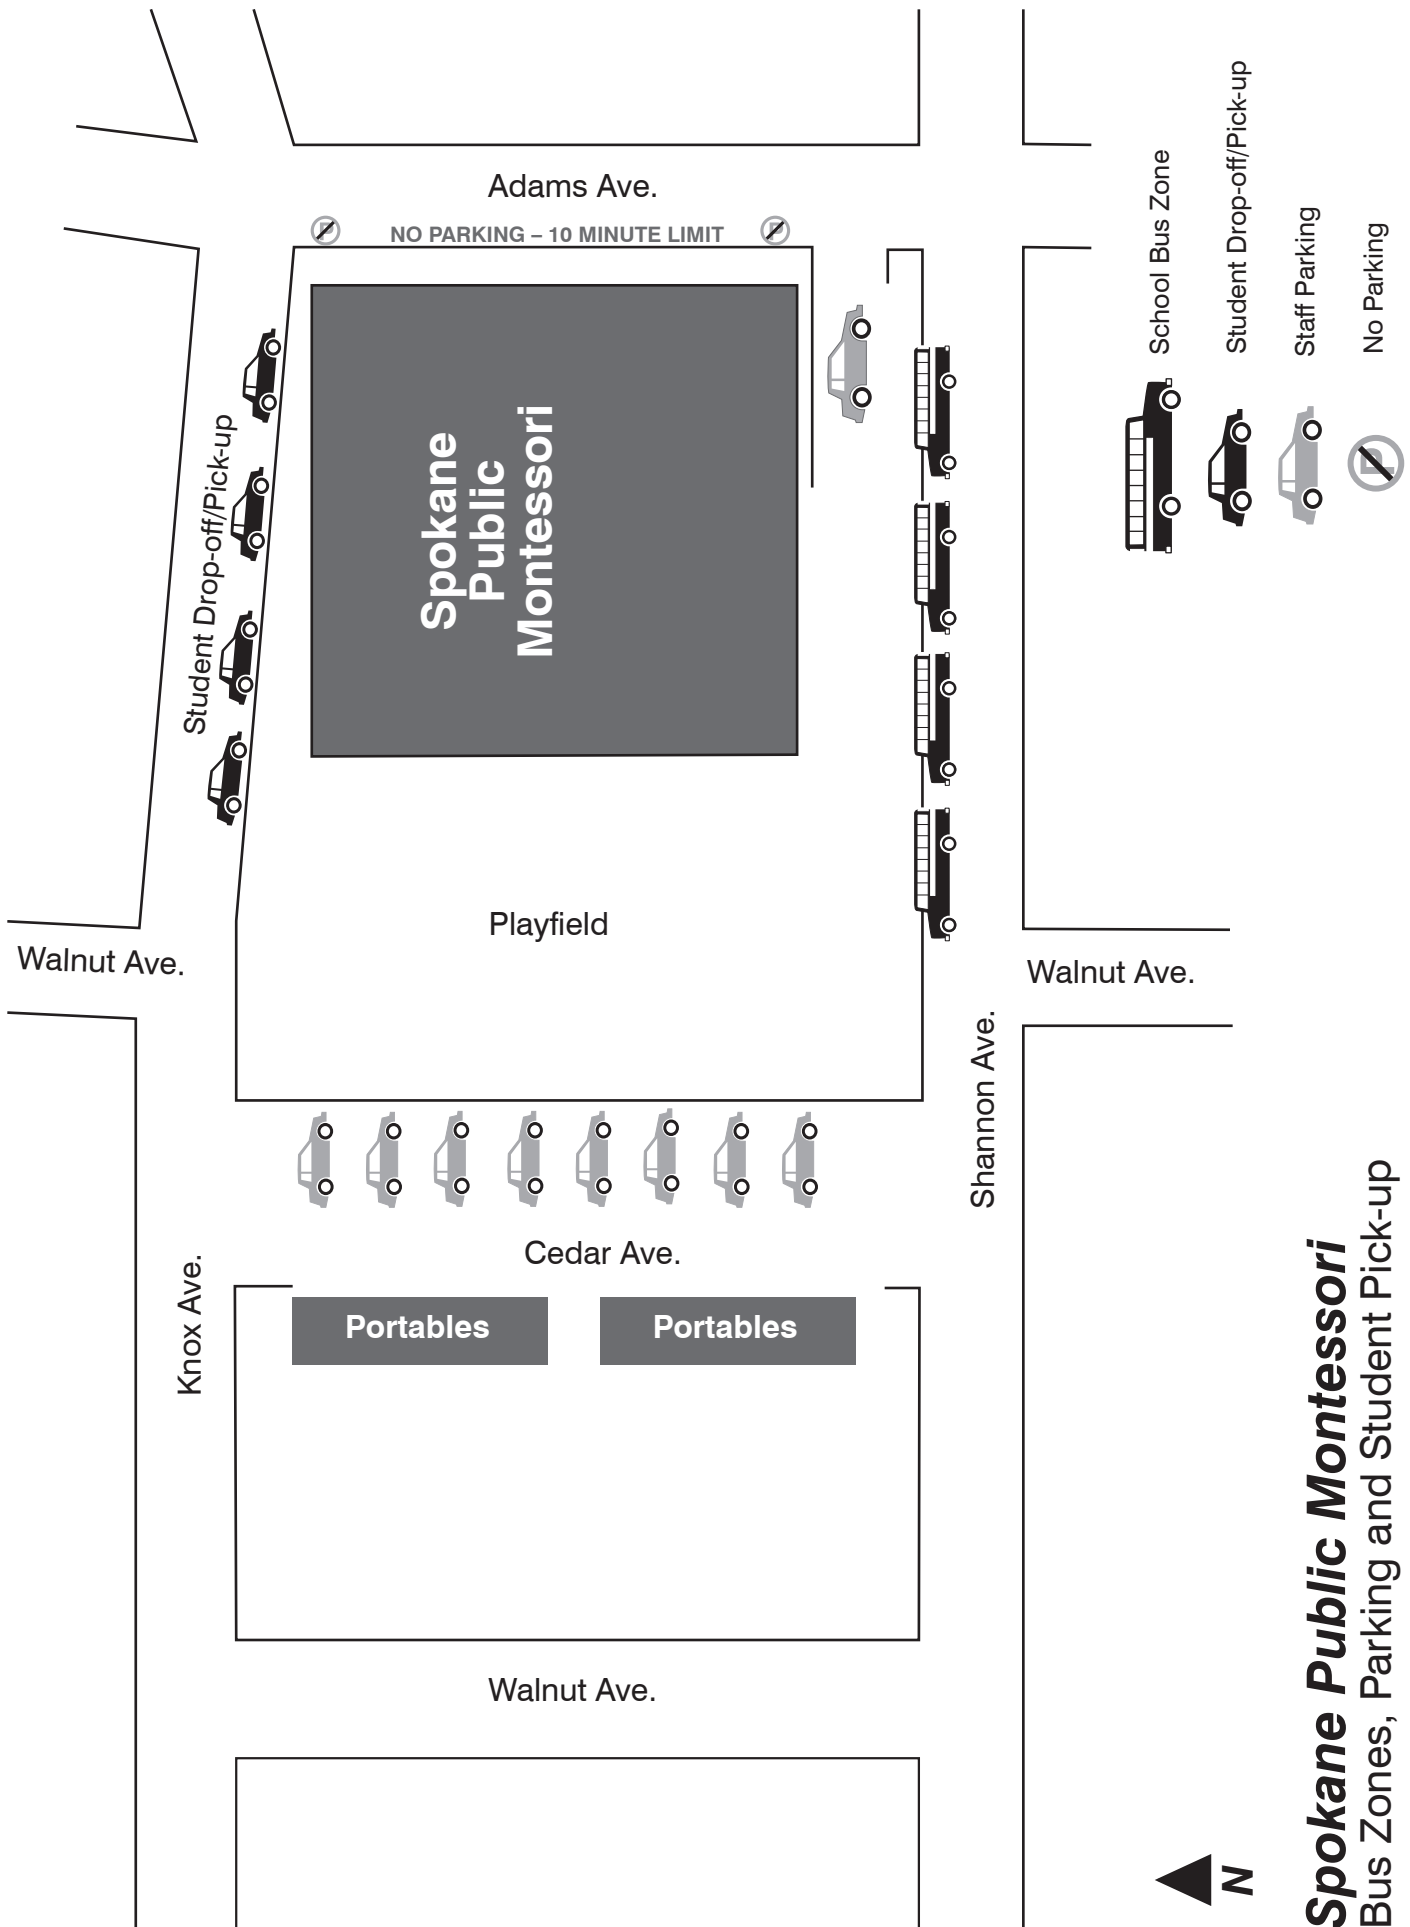 Adams Ave.
NO PARKING – 10 MINUTE LIMIT
P
P
Student Drop-off/Pick-up
Spokane
Public
Montessori
Playfield
Walnut Ave.
Walnut Ave.
Shannon Ave.
Cedar Ave.
Knox Ave.
Portables
Portables
Walnut Ave.
School Bus Zone
Student Drop-off/Pick-up
Staff Parking
P
No Parking
N
Spokane Public Montessori
Bus Zones, Parking and Student Pick-up